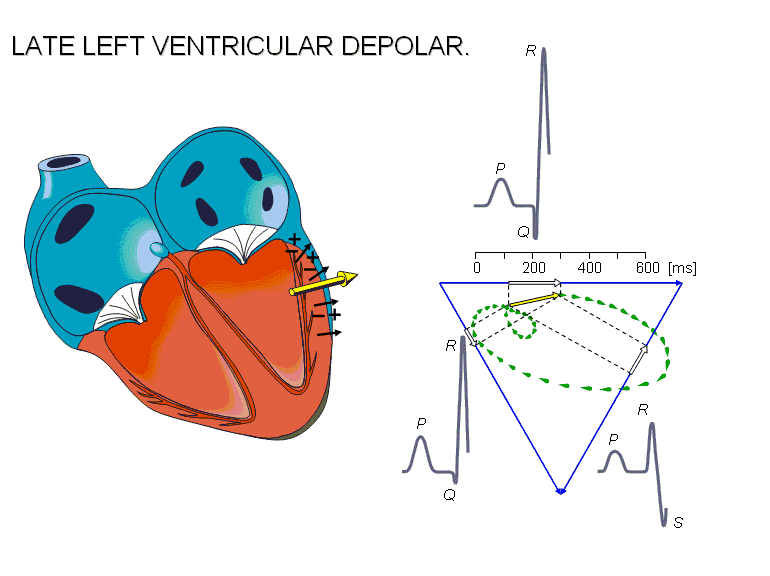 LATE LEFT VENTRICULAR DEPOLAR.
R
P
Q
0 200 400 600 [ms]
R
P
Q
R
P
S
+
+
−
−
−
+